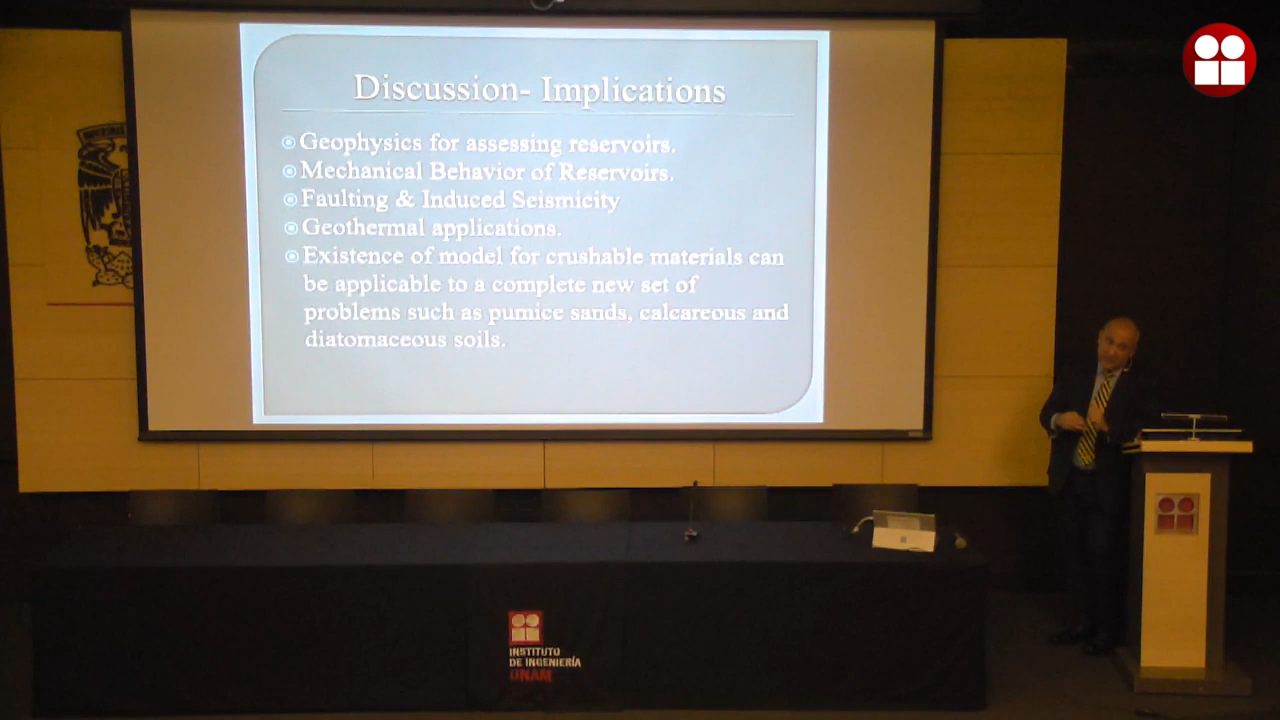 Discussion- Implications
Geophysics for assessing reservoirs.
Mechanical Behavior of Reservoirs.
Faulting & Induced Seismicity
Geothermal applications.
Existence of model for crushable materials can
be applicable to a complete new set of
problems such as pumice sands, calcareous and
diatomaceous soils.
INSTITUTO
DE INGENIERÍA
UNAM